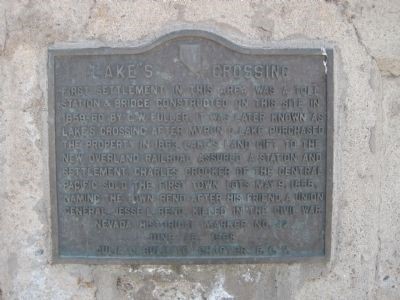 LAKE'S CROSSING
FIRST SETTLEMENT IN THIS AREA WAS A TOLL
STATION & BRIDGE CONSTRUCTED ON THIS SITE IN
1859-60 BY C.W. FULLER. IT WAS LATER KNOWN AS
LAKE'S CROSSING AFTER MYRON C. LAKE PURCHASED
THE PROPERTY IN 1863. LAKE'S LAND GIFT TO THE
NEW OVERLAND RAILROAD ASSURED A STATION AND
SETTLEMENT. CHARLES CROCKER OF THE CENTRAL
PACIFIC SOLD THE FIRST TOWN LOTS MAY 9, 1868,
NAMING THE TOWN RENO AFTER HIS FRIEND, A UNION
GENERAL JESSE L. RENO, KILLED IN THE CIVIL WAR.
NEVADA HISTORICAL MARKER NO.
JUNE 1968
CHAPTER E.C.V.